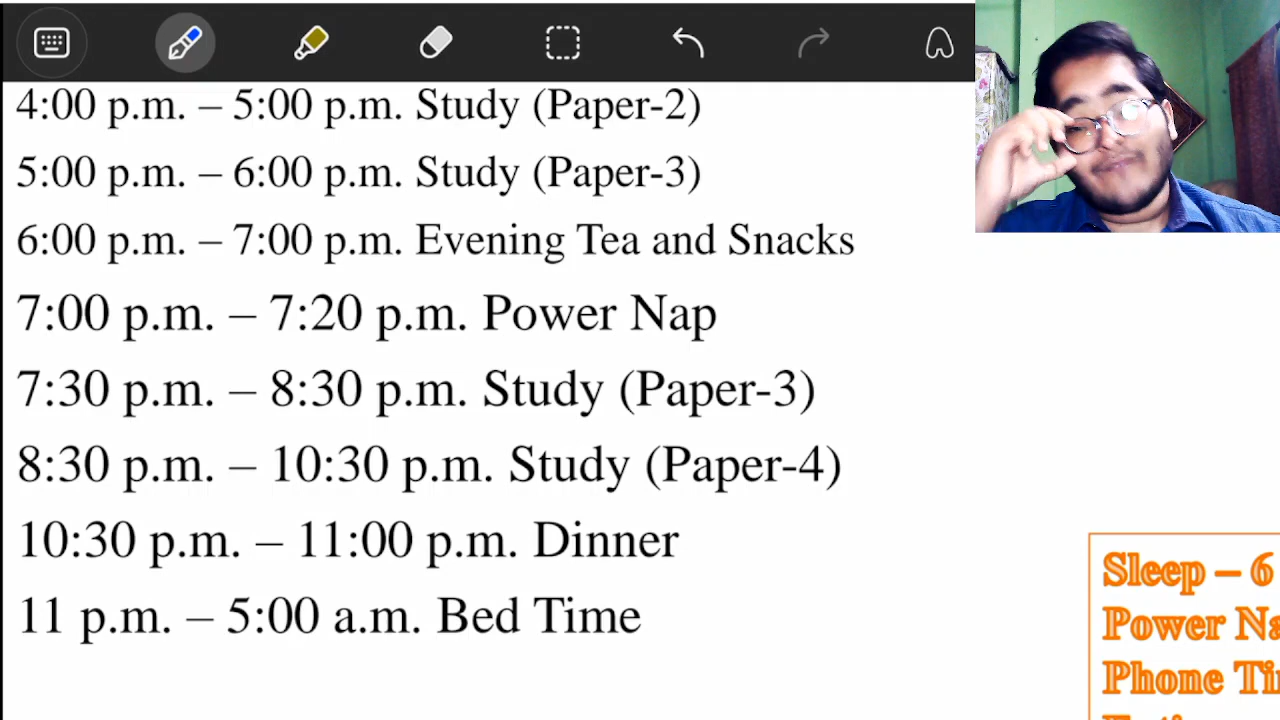 4:00 p.m. – 5:00 p.m. Study (Paper-2)
5:00 p.m. – 6:00 p.m. Study (Paper-3)
6:00 p.m. – 7:00 p.m. Evening Tea and Snacks
7:00 p.m. – 7:20 p.m. Power Nap
7:30 p.m. – 8:30 p.m. Study (Paper-3)
8:30 p.m. – 10:30 p.m. Study (Paper-4)
10:30 p.m. – 11:00 p.m. Dinner
11 p.m. – 5:00 a.m. Bed Time
Sleep – 6
Power
Phone